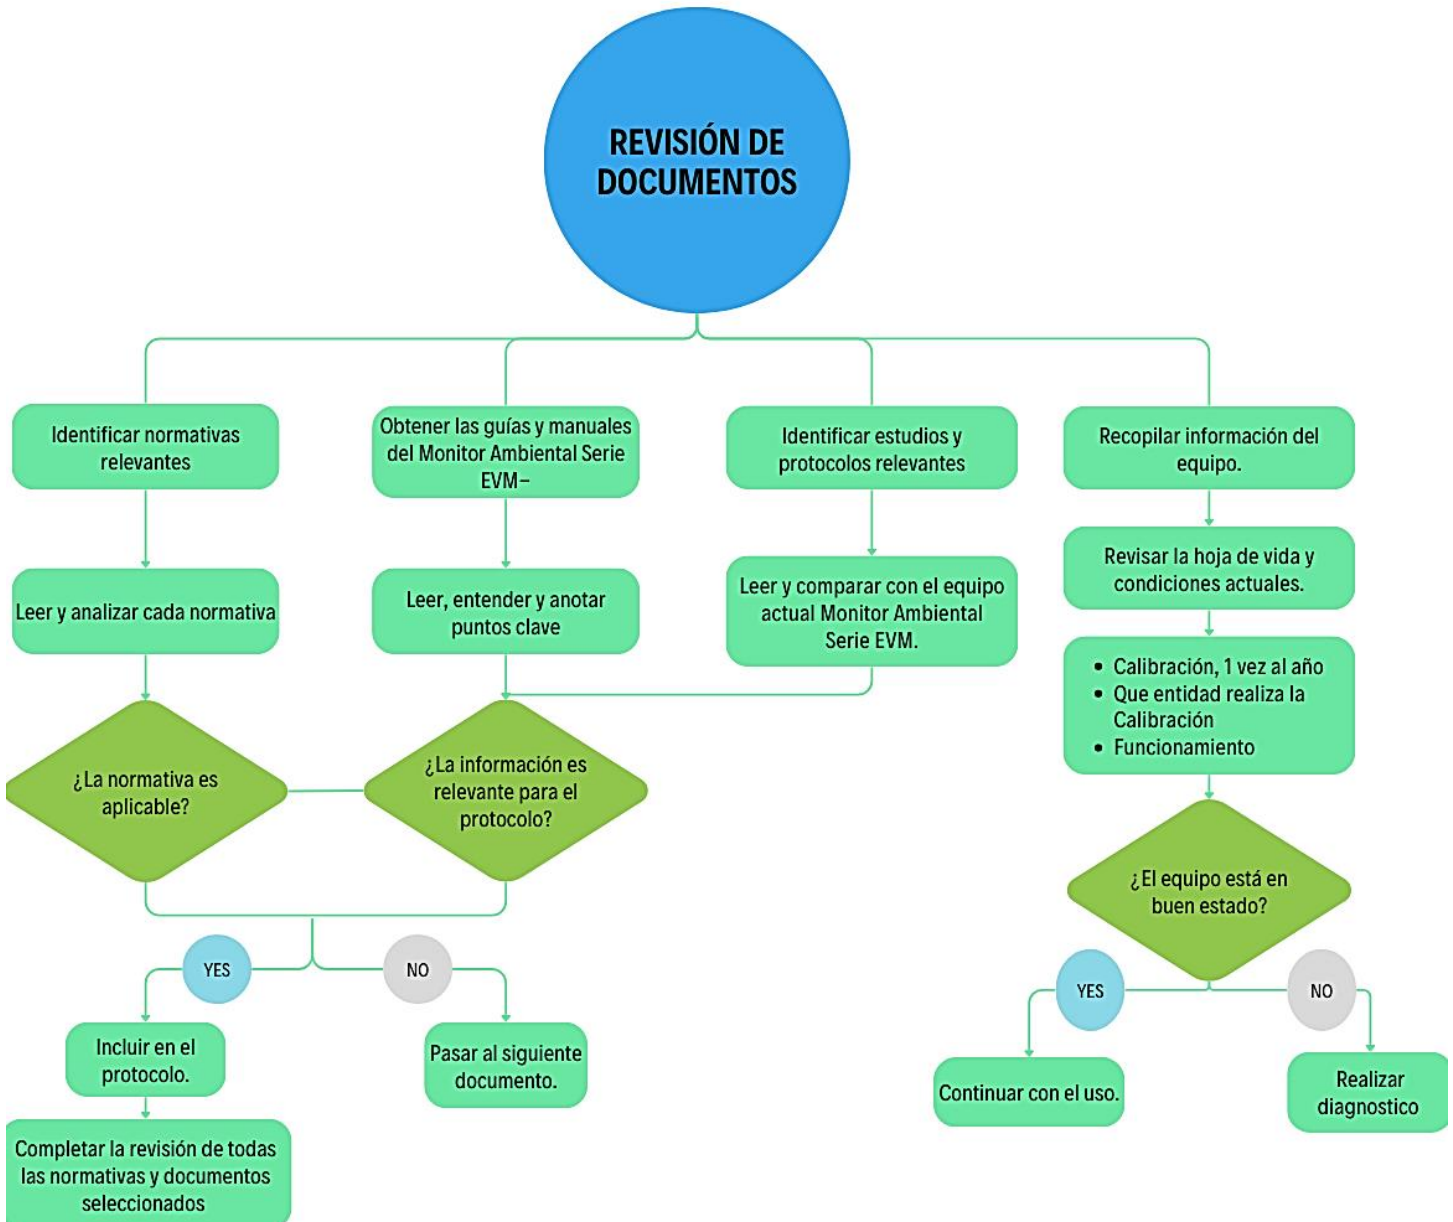 REVISIÓN DE
DOCUMENTOS
Identificar normativas
relevantes
Obtener las guías y manuales
del Monitor Ambiental Serie
EVM–
Identificar estudios y
protocolos relevantes
Recopilar información del
equipo.
Leer y analizar cada normativa
Leer, entender y anotar
puntos clave
Leer y comparar con el equipo
actual Monitor Ambiental
Serie EVM.
Revisar la hoja de vida y
condiciones actuales.
• Calibración, 1 vez al año
• Que entidad realiza la
Calibración
• Funcionamiento
¿La normativa es
aplicable?
¿La información es
relevante para el
protocolo?
¿El equipo está en
buen estado?
YES
NO
YES
NO
Incluir en el
protocolo.
Pasar al siguiente
documento.
Continuar con el uso.
Realizar
diagnostico
Completar la revisión de todas
las normativas y documentos
seleccionados